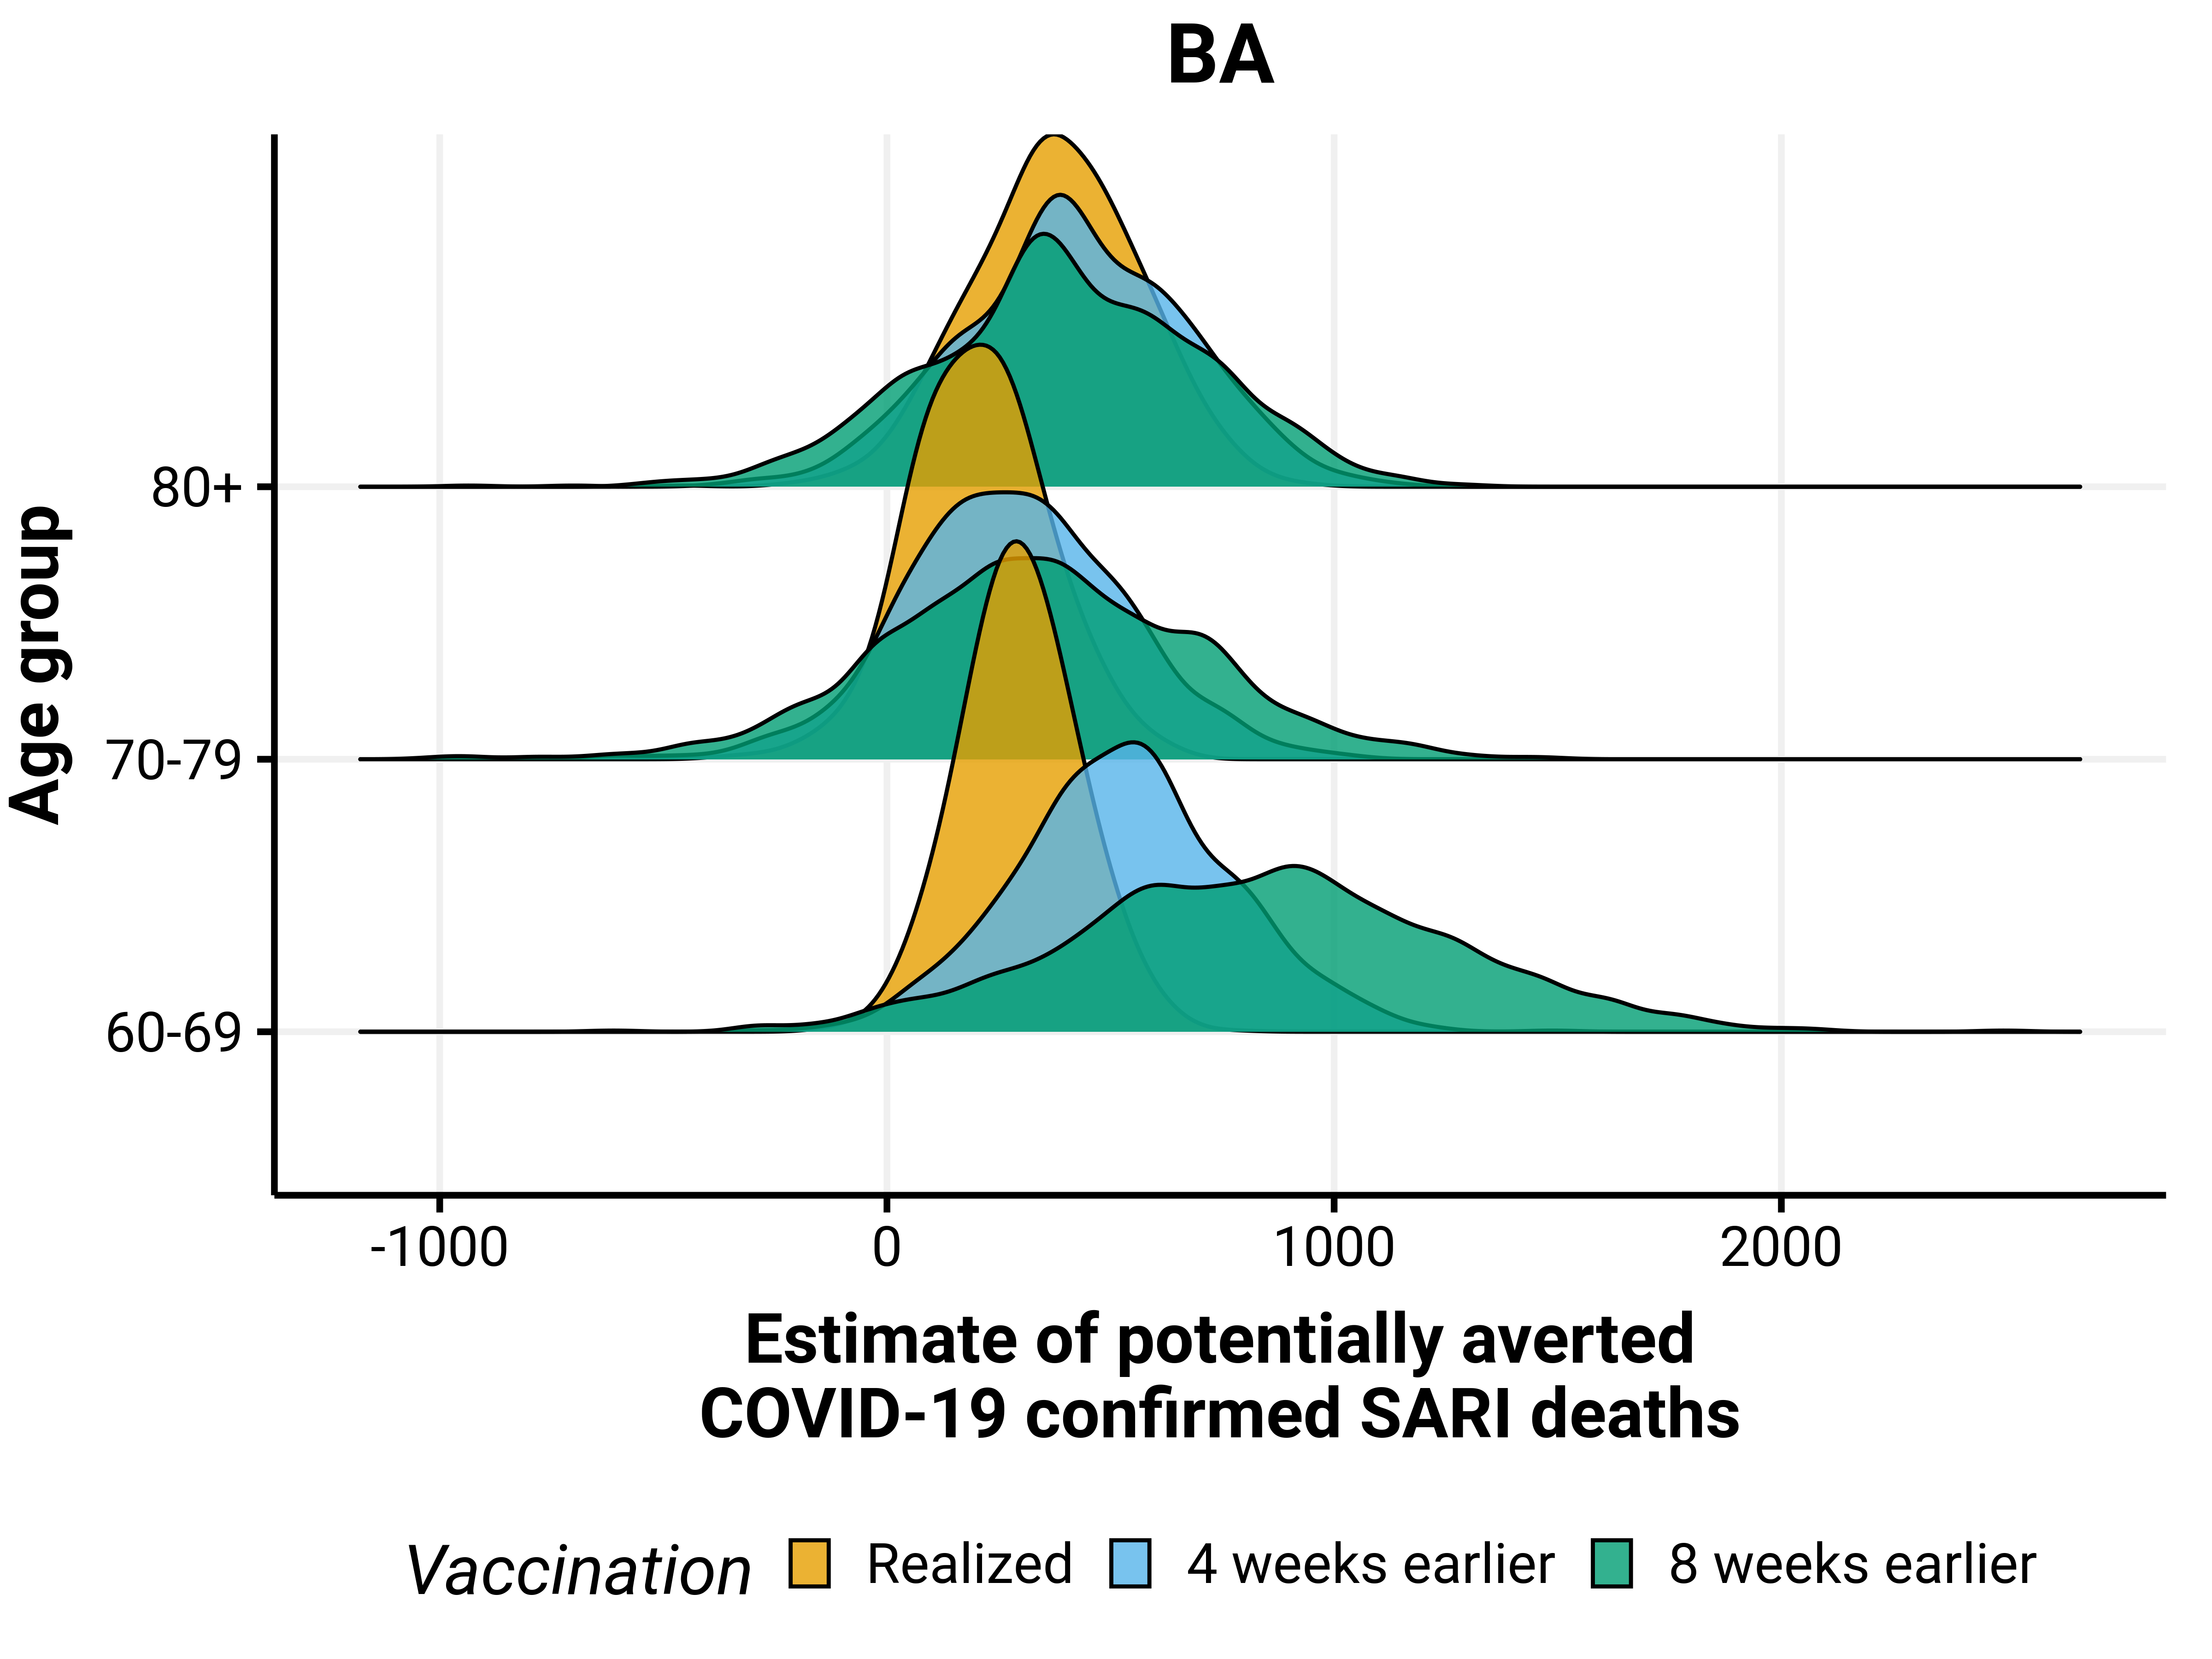 BA
Age group
80+
70-79
60-69
-1000 0 1000 2000
Estimate of potentially averted
COVID-19 confirmed SARI deaths
Vaccination Realized 4 weeks earlier 8 weeks earlier